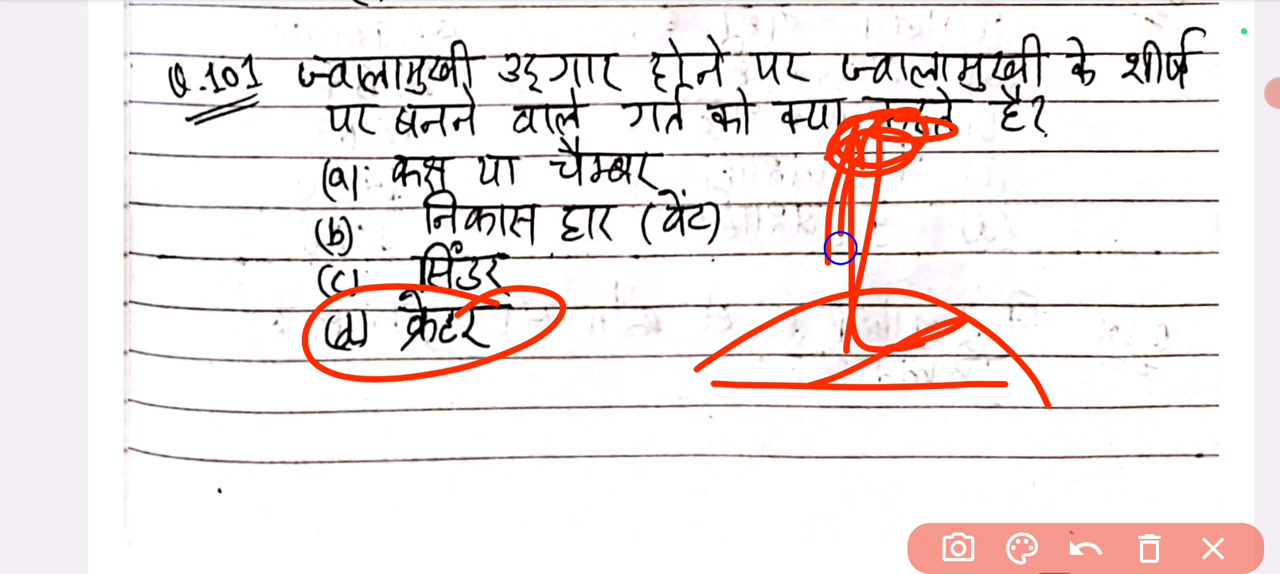 Q.101 ज्वालामुखी उद्गार होने पर ज्वालामुखी के शीर्ष
पर बनने वाले गर्त को क्या कहते है?
(a) कक्ष या चैम्बर
(b) निकास द्वार (वेंट)
(c) सिंडर
(d) क्रेटर